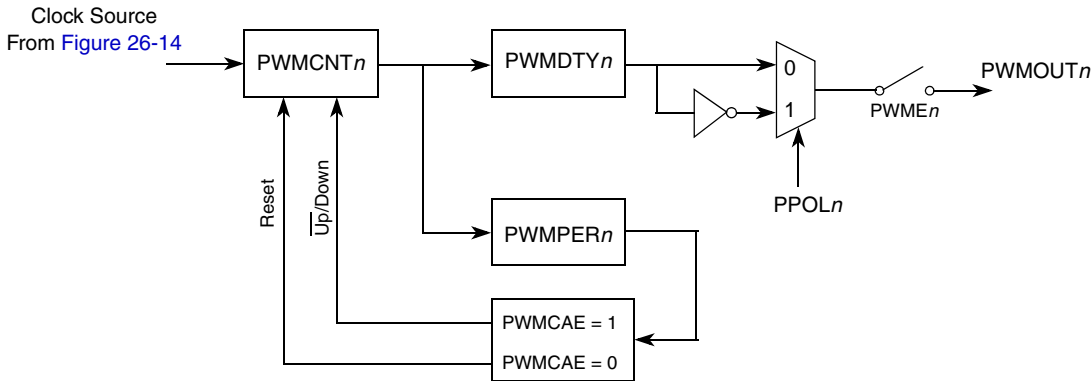 Clock Source
From Figure 26-14
PWMCNTn
PWMDTYn
0
1
PWMEn
PWMOUTn
PPOLn
Reset
Up/Down
PWMPERn
PWMCAE = 1
PWMCAE = 0